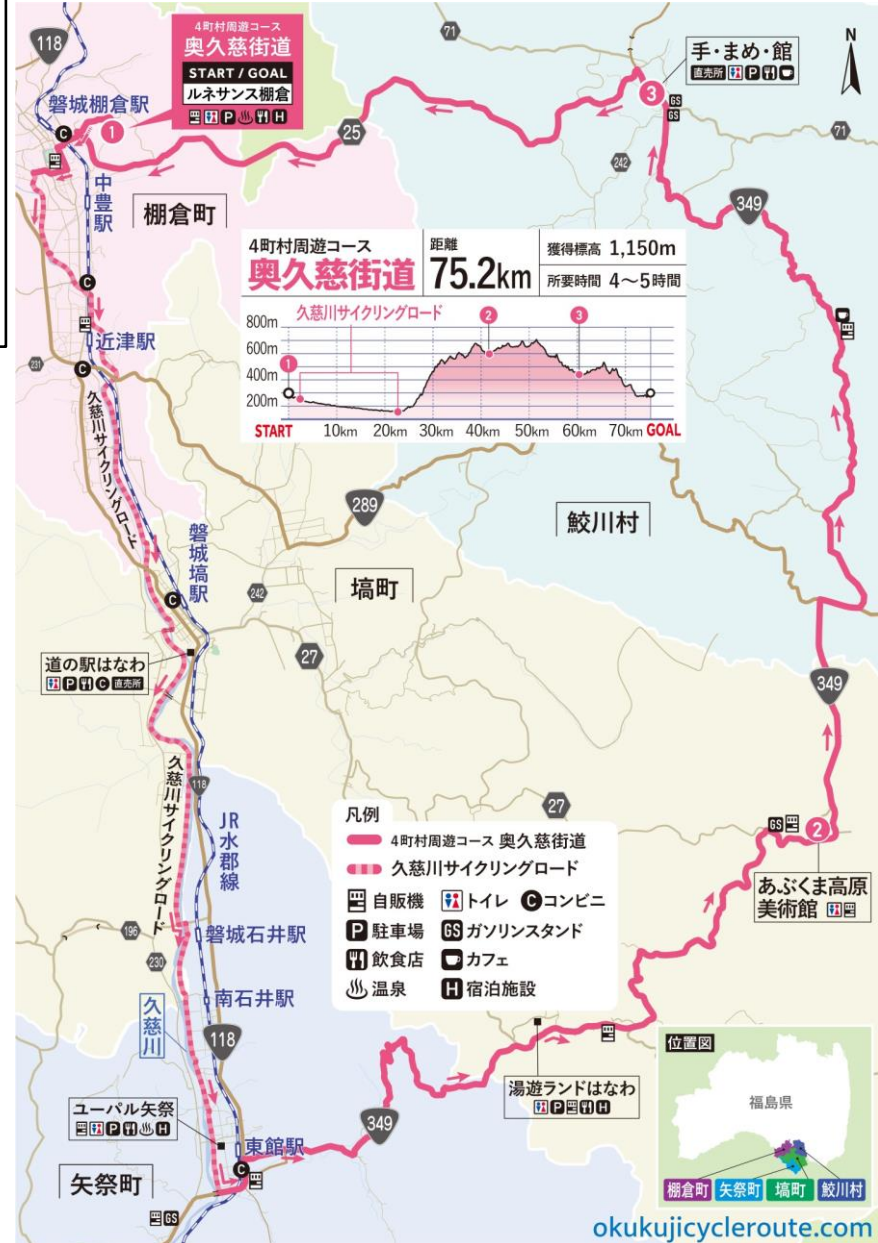 118
4町村周遊コース
奥久慈街道
START / GOAL
ルネサンス棚倉
P H
磐城棚倉駅
C
1
71
手・まめ・館
直売所 P
3
GS
GS
N
25
71
242
中豊駅
棚倉町
349
4町村周遊コース
奥久慈街道
距離
75.2km
獲得標高 1,150m
所要時間 4〜5時間
久慈川サイクリングロード
800m
600m
400m
200m
1
2
3
START
10km
20km
30km
40km
50km
60km
70km
GOAL
C
近津駅
231
C
久慈川サイクリングロード
289
鮫川村
磐城塙駅
C
242
塙町
27
道の駅はなわ
P C 直売所
349
118
久慈川サイクリングロード
JR水郡線
27
GS
2
あぶくま高原
美術館
凡例
4町村周遊コース 奥久慈街道
久慈川サイクリングロード
自販機
トイレ
C コンビニ
P 駐車場
GS ガソリンスタンド
飲食店
カフェ
温泉
H 宿泊施設
196
磐城石井駅
230
南石井駅
久慈川
118
湯遊ランドはなわ
P H
ユーパル矢祭
P H
東館駅
C
349
矢祭町
GS
位置図
福島県
棚倉町
矢祭町
塙町
鮫川村
okukujicycleroute.com